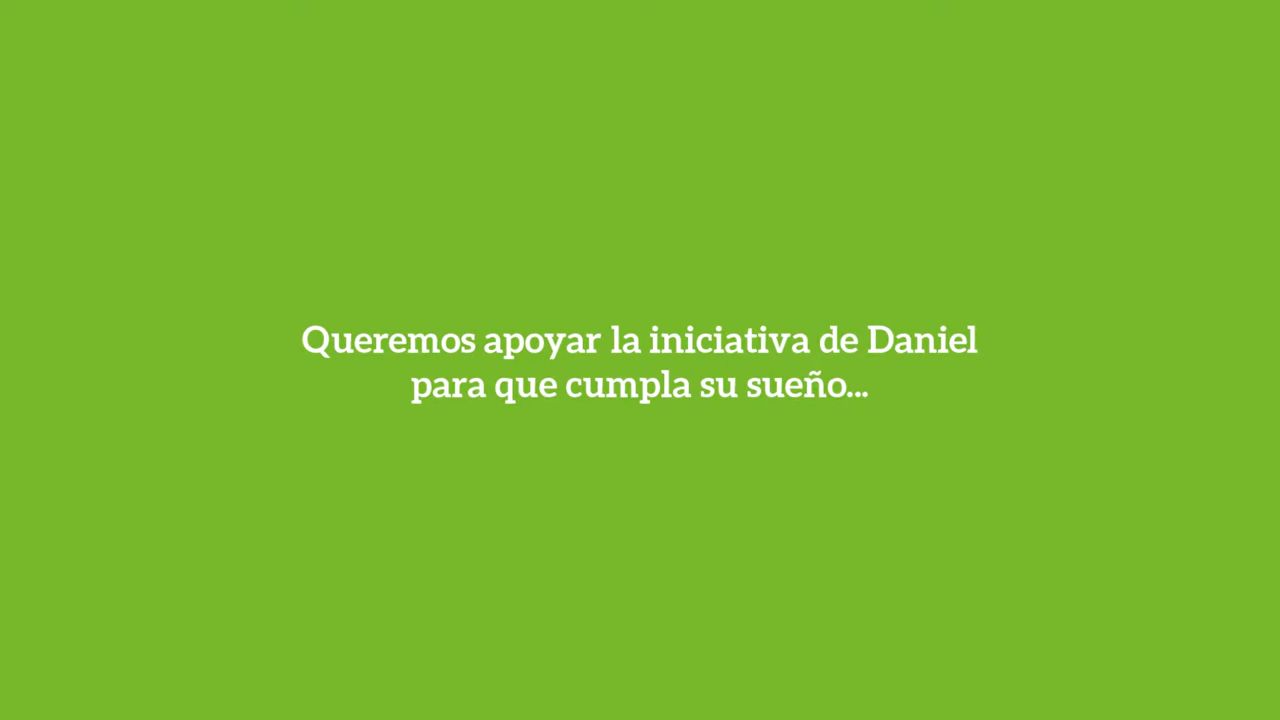 Queremos apoyar la iniciativa de Daniel
para que cumpla su sueño...